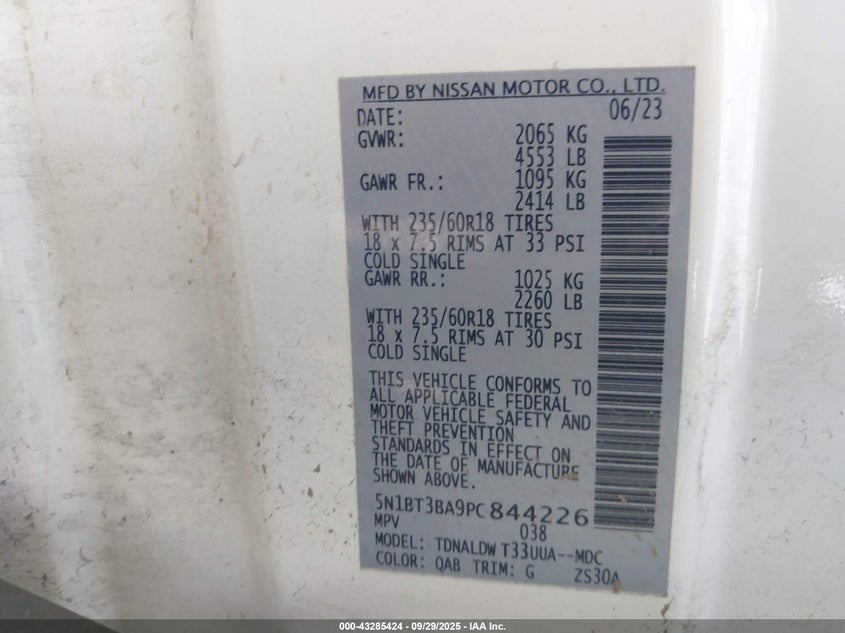 MFD BY NISSAN MOTOR CO., LTD.
DATE: 06/23
GVWR: 2065 KG
4553 LB
GAWR FR.: 1095 KG
2414 LB
WITH 235/60R18 TIRES
18 x 7.5 RIMS AT 33 PSI
COLD SINGLE
GAWR RR.: 1025 KG
2260 LB
WITH 235/60R18 TIRES
18 x 7.5 RIMS AT 30 PSI
COLD SINGLE
THIS VEHICLE CONFORMS TO
ALL APPLICABLE FEDERAL
MOTOR VEHICLE SAFETY AND
THEFT PREVENTION
STANDARDS IN EFFECT ON
THE DATE OF MANUFACTURE
SHOWN ABOVE.
5N1BT3BA9PC844226
MPV 038
MODEL: TDNALDW T33UUA--MDC
COLOR: QAB TRIM: G ZS30A
000-43285424 - 09/29/2025 - IAA Inc.